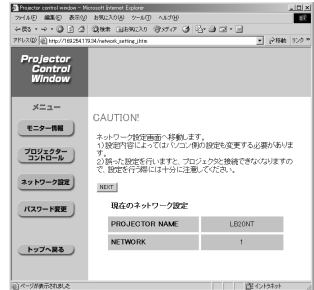 Projector control window - Microsoft Internet Explorer
ファイル(F) 編集(E) 表示(V) お気に入り(A) ツール(T) ヘルプ(H)
戻る 検索 お気に入り メディア
アドレス(D) http://169.254.179.34/network_setting.htm 移動 リンク
Projector
Control
Window
メニュー
モニター情報
プロジェクター
コントロール
ネットワーク設定
パスワード変更
トップへ戻る
CAUTION!
ネットワーク設定画面へ移動します。
1)設定内容によってはパソコン側の設定も変更する必要がありま
す。
2)誤った設定を行いますと、プロジェクタと接続できなくなりますの
で、設定を行う際には十分に注意してください。
NEXT
現在のネットワーク設定
PROJECTOR NAME LB20NT
NETWORK 1
ページが表示されました
イントラネット